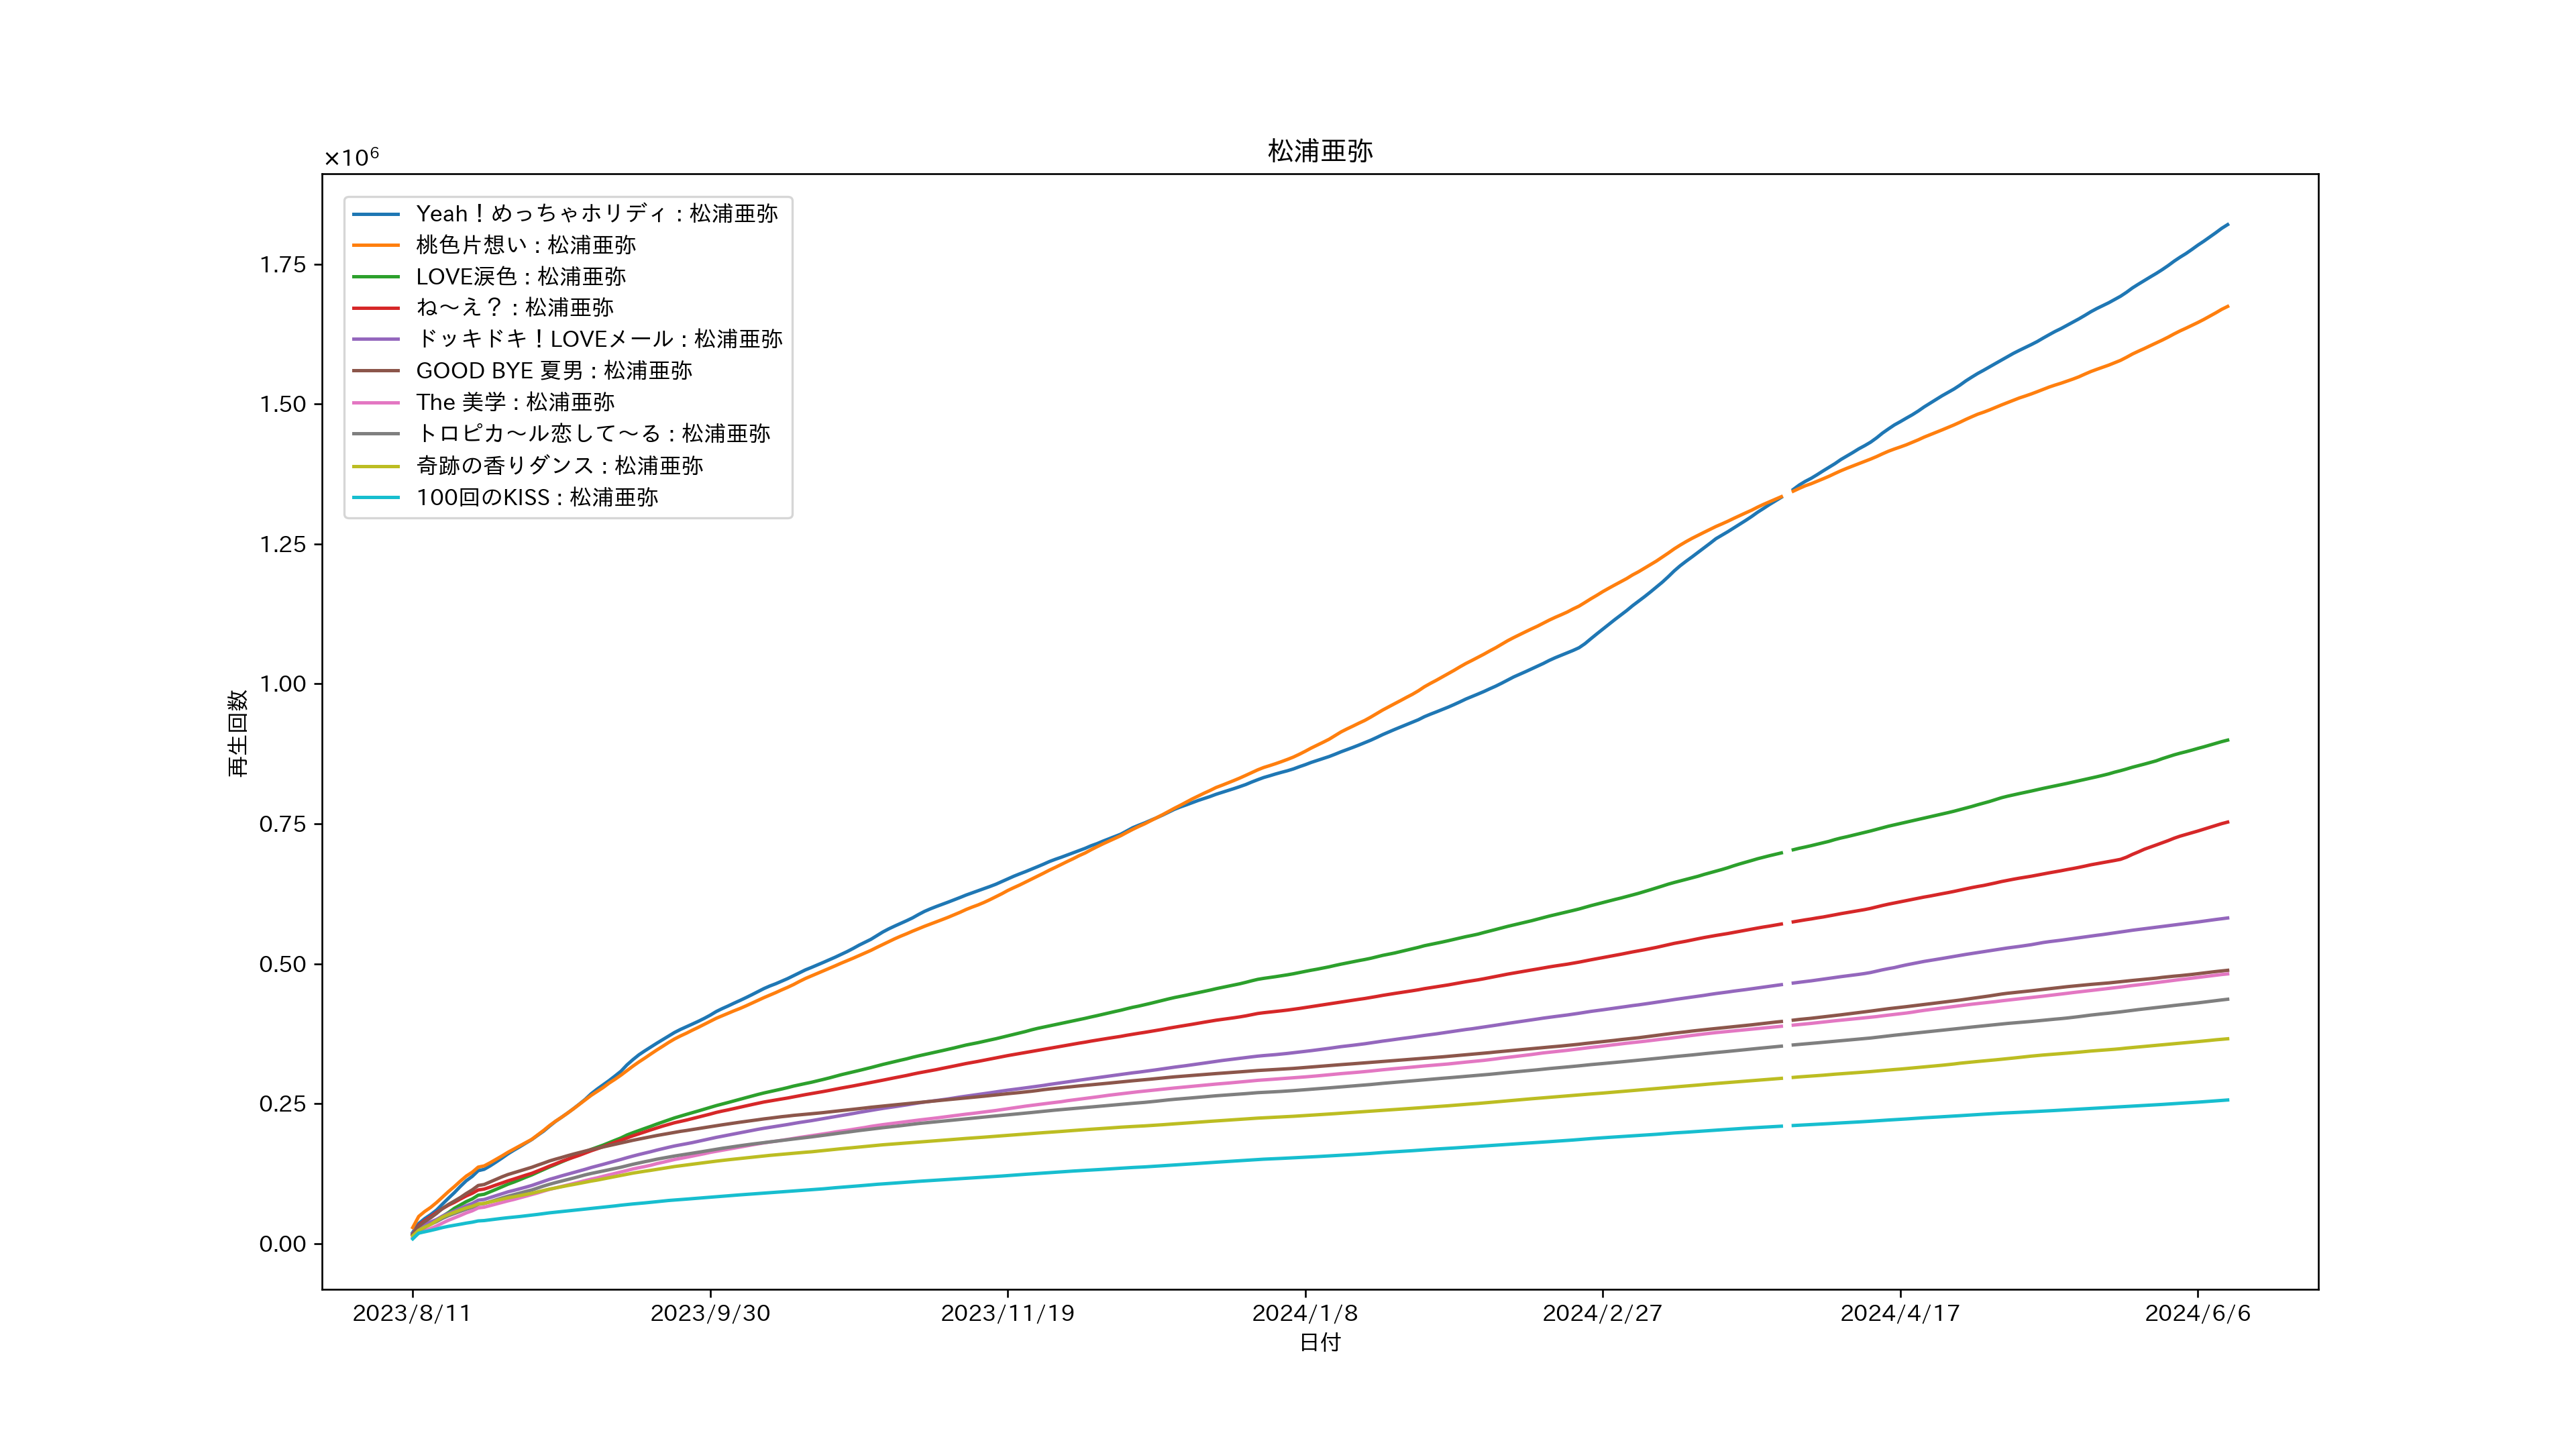 松浦亜弥
×10⁶
Yeah！めっちゃホリディ : 松浦亜弥
桃色片想い : 松浦亜弥
LOVE涙色 : 松浦亜弥
ね〜え？ : 松浦亜弥
ドッキドキ！LOVEメール : 松浦亜弥
GOOD BYE 夏男 : 松浦亜弥
The 美学 : 松浦亜弥
トロピカ〜ル恋して〜る : 松浦亜弥
奇跡の香りダンス : 松浦亜弥
100回のKISS : 松浦亜弥
1.75
1.50
1.25
1.00
0.75
0.50
0.25
0.00
再生回数
2023/8/11 2023/9/30 2023/11/19 2024/1/8 2024/2/27 2024/4/17 2024/6/6
日付